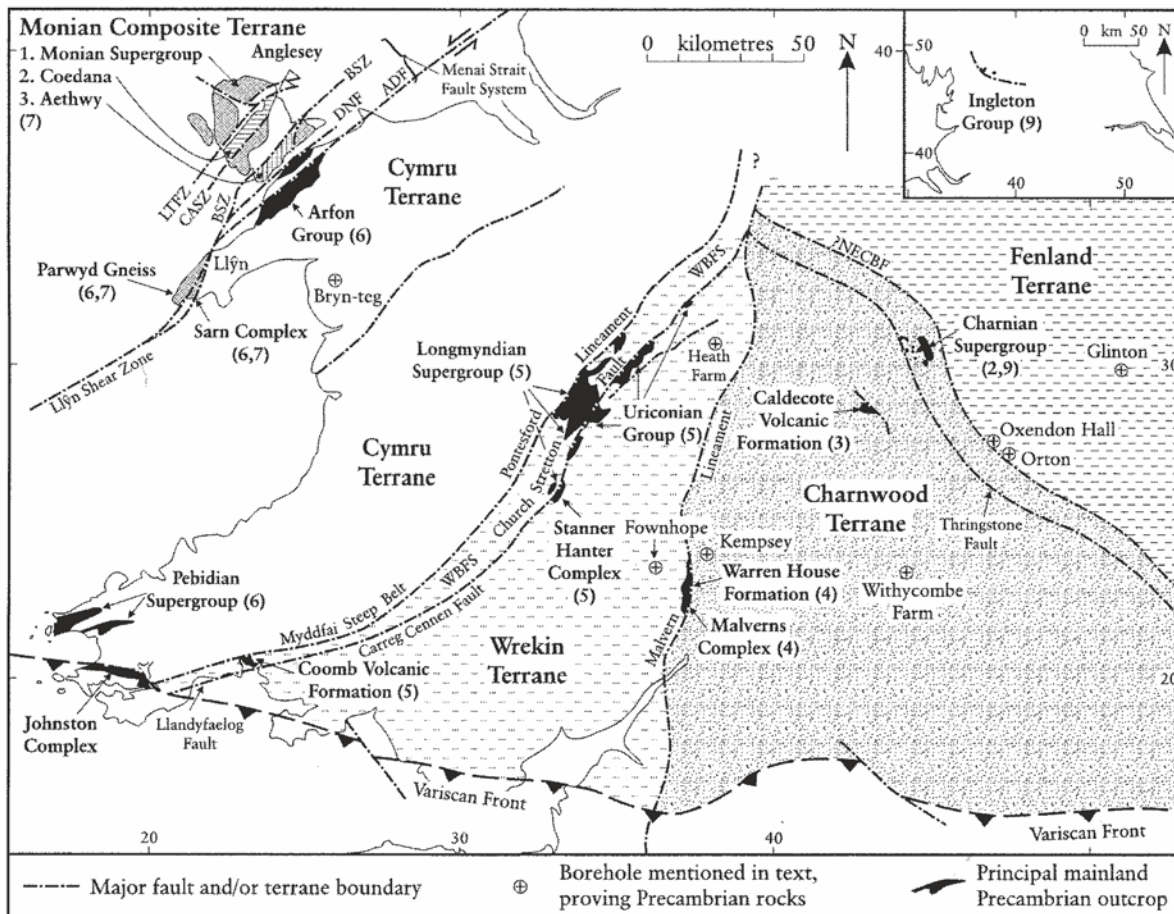 Monian Composite Terrane
1. Monian Supergroup
2. Coedana
3. Aethwy
(7)
Anglesey
BSZ
DNF
ADF
Menai Strait
Fault System
0 kilometres 50
N
40
50
Ingleton
Group (9)
0 km 50
N
40
40
50
LTFZ
CASZ
BSZ
Cymru
Terrane
Arfon
Group (6)
Llŷn
Parwyd Gneiss
(6,7)
Bryn-teg
Sarn Complex
(6,7)
Llŷn Shear Zone
?
WBFS
?NECBF
Fenland
Terrane
Lineament
Longmyndian
Supergroup (5)
Fault
Heath
Farm
Charnian
Supergroup
(2,9)
Glinton
30
Uriconian
Group (5)
Caldecote
Volcanic
Formation (3)
Oxendon Hall
Orton
Cymru
Terrane
Pontesford
Church Stretton
Lineament
Charnwood
Terrane
Thringstone
Fault
Stanner
Hanter
Complex
(5)
Fownhope
Kempsey
Warren House
Formation (4)
Withycombe
Farm
Pebidian
Supergroup (6)
WBFS
Myddfai Steep Belt
Carreg Cennen Fault
Malverns
Complex (4)
Malvern
Wrekin
Terrane
Coomb Volcanic
Formation (5)
20
Johnston
Complex
Llandyfaelog
Fault
Variscan Front
Variscan Front
20
30
40
Major fault and/or terrane boundary
Borehole mentioned in text,
proving Precambrian rocks
Principal mainland
Precambrian outcrop